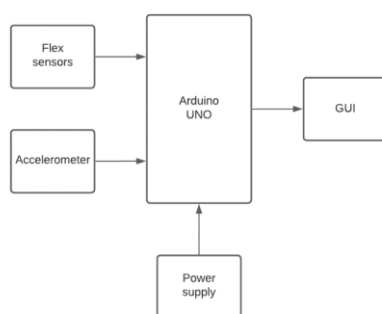 Flex
sensors
Arduino
UNO
GUI
Accelerometer
Power
supply